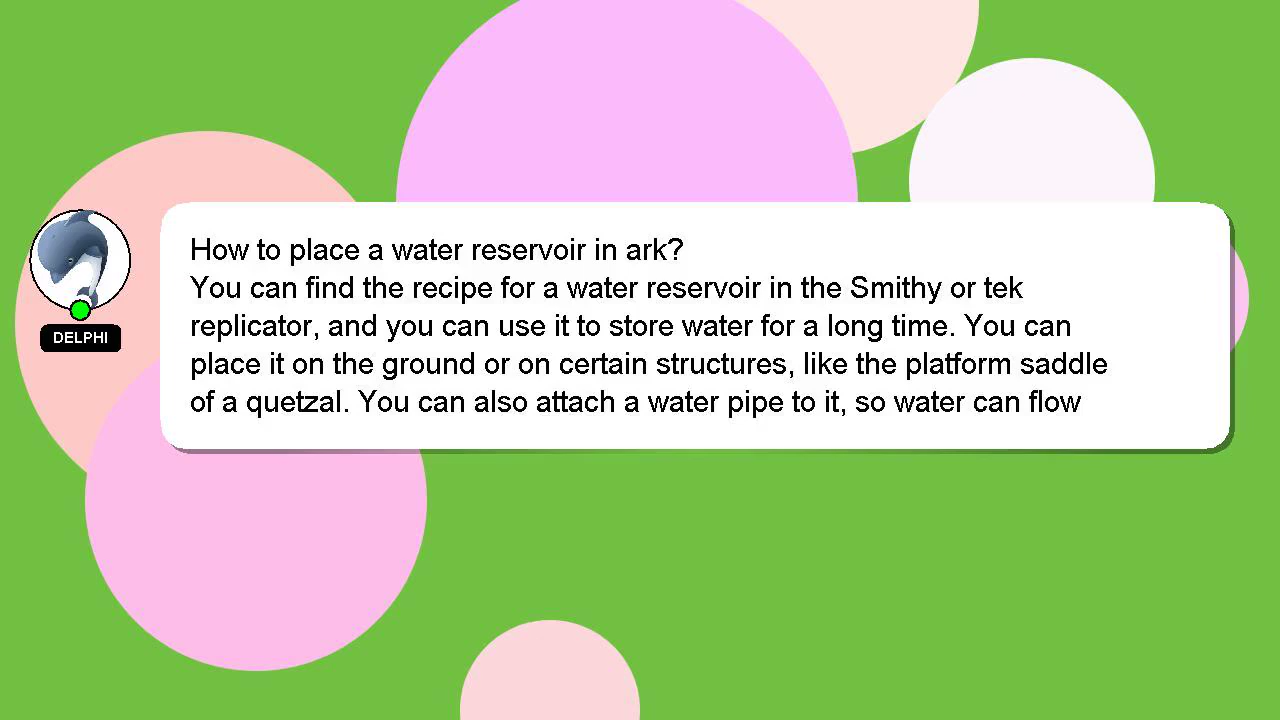 How to place a water reservoir in ark?
You can find the recipe for a water reservoir in the Smithy or tek
replicator, and you can use it to store water for a long time. You can
place it on the ground or on certain structures, like the platform saddle
of a quetzal. You can also attach a water pipe to it, so water can flow
DELPHI